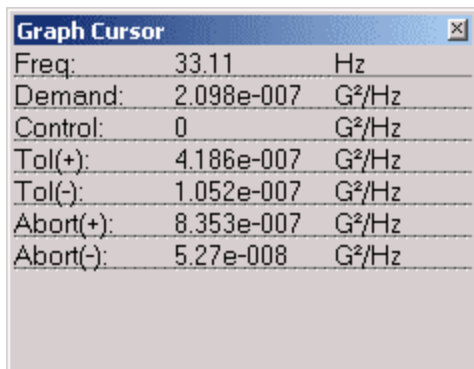 Graph Cursor
Freq: 33.11 Hz
Demand: 2.098e-007 G²/Hz
Control: 0 G²/Hz
Tol(+): 4.186e-007 G²/Hz
Tol(-): 1.052e-007 G²/Hz
Abort(+): 8.353e-007 G²/Hz
Abort(-): 5.27e-008 G²/Hz